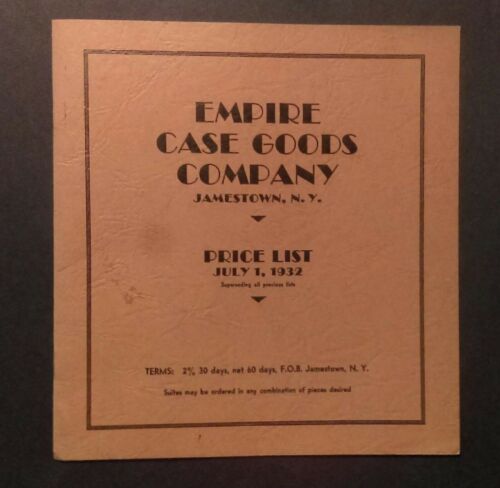 EMPIRE
CASE GOODS
COMPANY
JAMESTOWN, N. Y.
PRICE LIST
JULY 1, 1932
Superseding all previous lists
TERMS: 2%, 30 days, net 60 days, F.O.B. Jamestown, N. Y.
Suites may be ordered in any combination of pieces desired